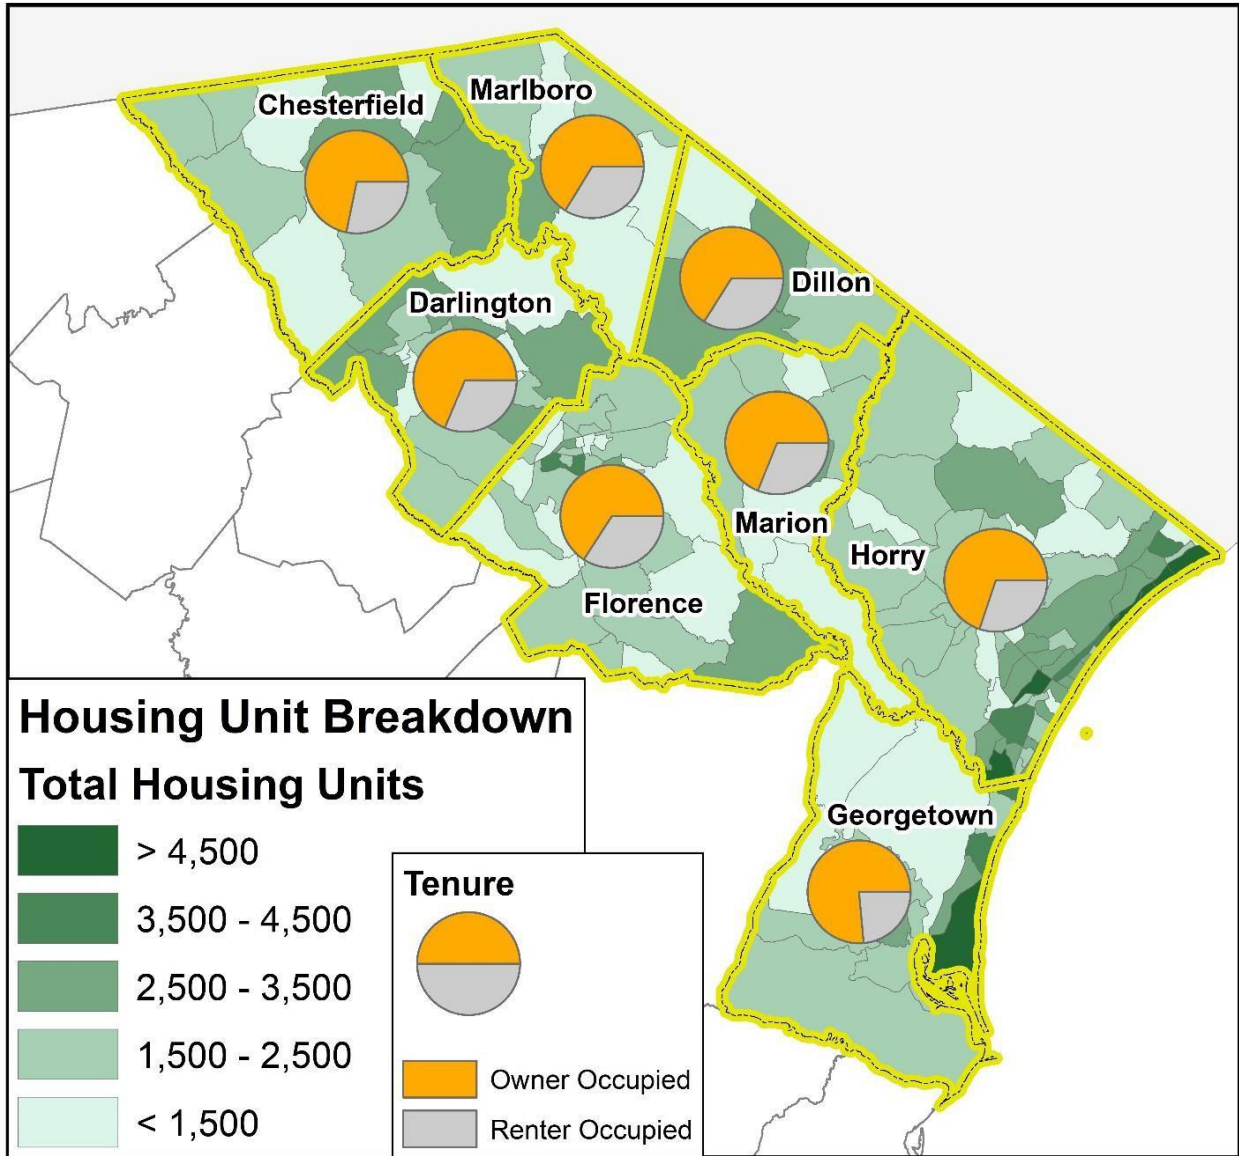 Chesterfield
Marlboro
Dillon
Darlington
Marion
Horry
Florence
Georgetown
Housing Unit Breakdown
Total Housing Units
> 4,500
3,500 - 4,500
2,500 - 3,500
1,500 - 2,500
< 1,500
Tenure
Owner Occupied
Renter Occupied